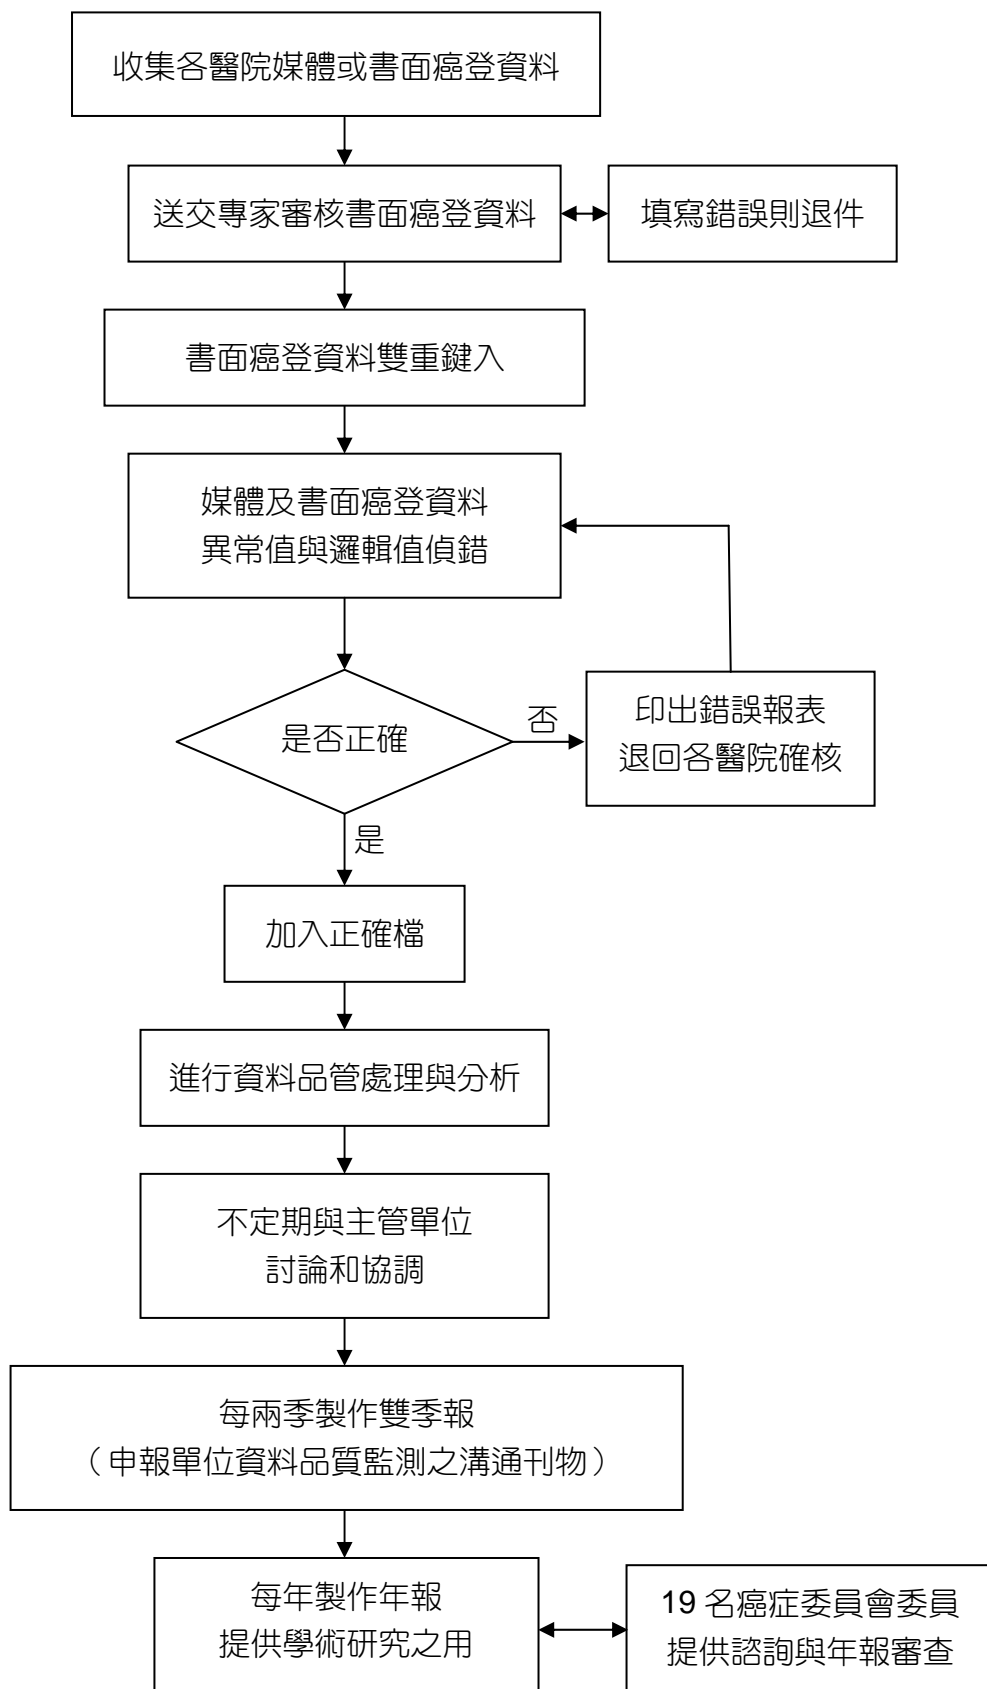 收集各醫院媒體或書面癌登資料
送交專家審核書面癌登資料
填寫錯誤則退件
書面癌登資料雙重鍵入
媒體及書面癌登資料
異常值與邏輯值偵錯
是否正確
否
印出錯誤報表
退回各醫院確核
是
加入正確檔
進行資料品管處理與分析
不定期與主管單位
討論和協調
每兩季製作雙季報
（申報單位資料品質監測之溝通刊物）
每年製作年報
提供學術研究之用
19 名癌症委員會委員
提供諮詢與年報審查